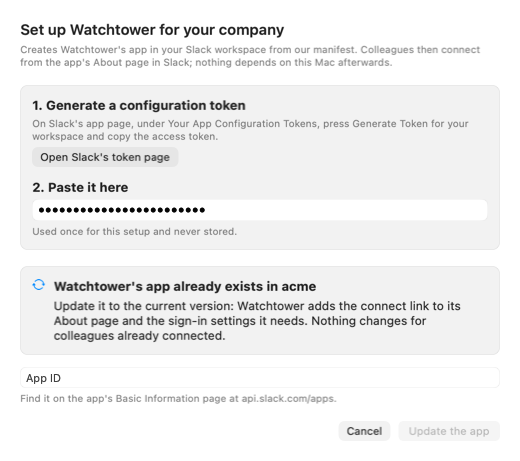 Set up Watchtower for your company
Creates Watchtower's app in your Slack workspace from our manifest. Colleagues then connect
from the app's About page in Slack; nothing depends on this Mac afterwards.
1. Generate a configuration token
On Slack's app page, under Your App Configuration Tokens, press Generate Token for your
workspace and copy the access token.
Open Slack's token page
2. Paste it here
••••••••••••••••••••••••
Used once for this setup and never stored.
Watchtower's app already exists in acme
Update it to the current version: Watchtower adds the connect link to its
About page and the sign-in settings it needs. Nothing changes for
colleagues already connected.
App ID
Find it on the app's Basic Information page at api.slack.com/apps.
Cancel
Update the app